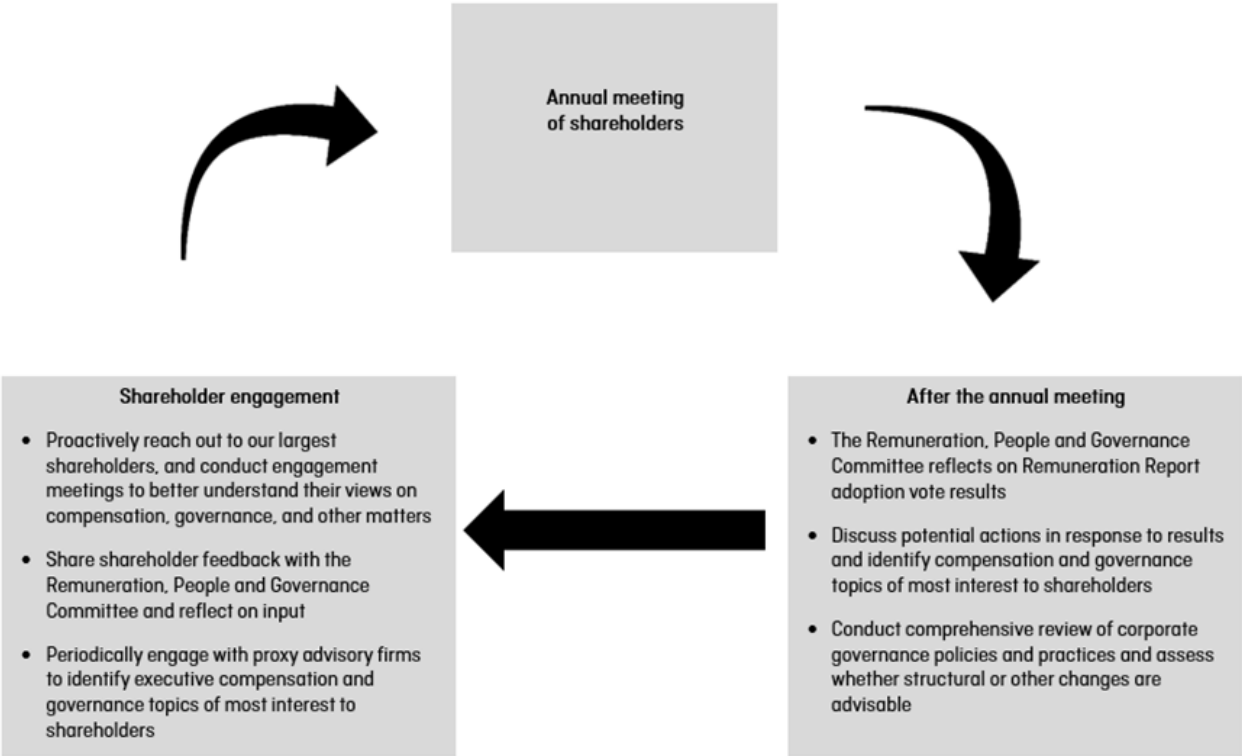 Annual meeting
of shareholders
Shareholder engagement
• Proactively reach out to our largest
shareholders, and conduct engagement
meetings to better understand their views on
compensation, governance, and other matters
• Share shareholder feedback with the
Remuneration, People and Governance
Committee and reflect on input
• Periodically engage with proxy advisory firms
to identify executive compensation and
governance topics of most interest to
shareholders
After the annual meeting
• The Remuneration, People and Governance
Committee reflects on Remuneration Report
adoption vote results
• Discuss potential actions in response to results
and identify compensation and governance
topics of most interest to shareholders
• Conduct comprehensive review of corporate
governance policies and practices and assess
whether structural or other changes are
advisable